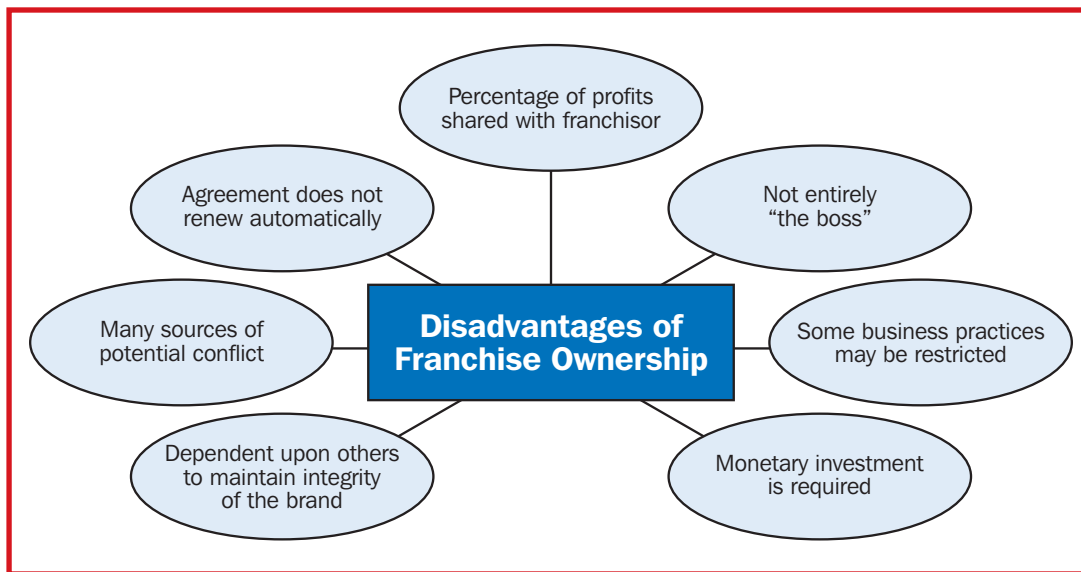 Percentage of profits
shared with franchisor
Agreement does not
renew automatically
Not entirely
“the boss”
Many sources of
potential conflict
Disadvantages of
Franchise Ownership
Some business practices
may be restricted
Dependent upon others
to maintain integrity
of the brand
Monetary investment
is required